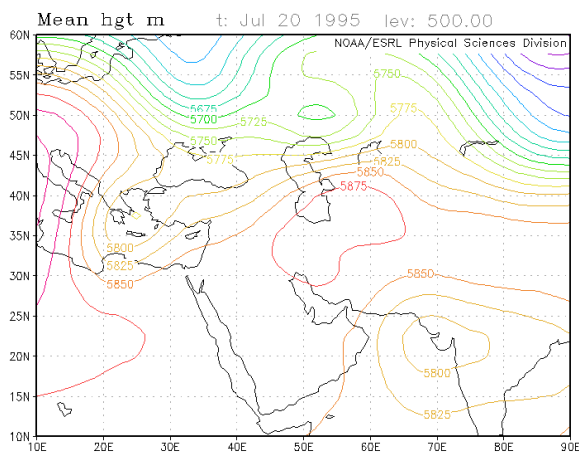 Mean hgt m t: Jul 20 1995 lev: 500.00
NOAA/ESRL Physical Sciences Division
60N
55N
50N
45N
40N
35N
30N
25N
20N
15N
10N
5750
5675
5700
5725
5750
5775
5775
5800
5825
5850
5875
5800
5825
5850
5850
5800
5825
10E
20E
30E
40E
50E
60E
70E
80E
90E